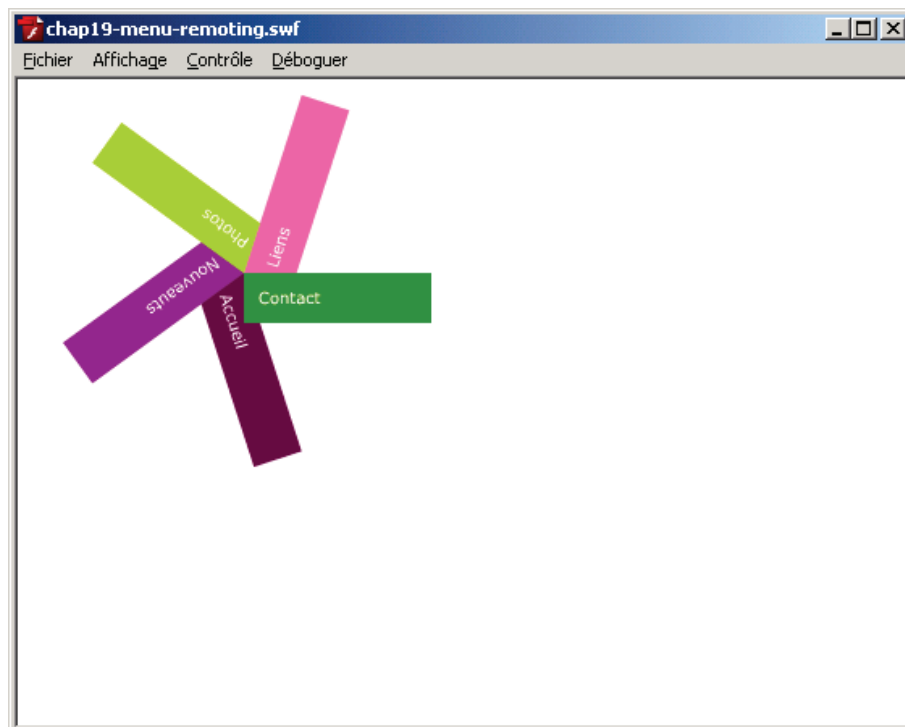 chap19-menu-remoting.swf
Fichier Affichage Contrôle Déboguer
Photos
Liens
Nouveauts
Accueil
Contact